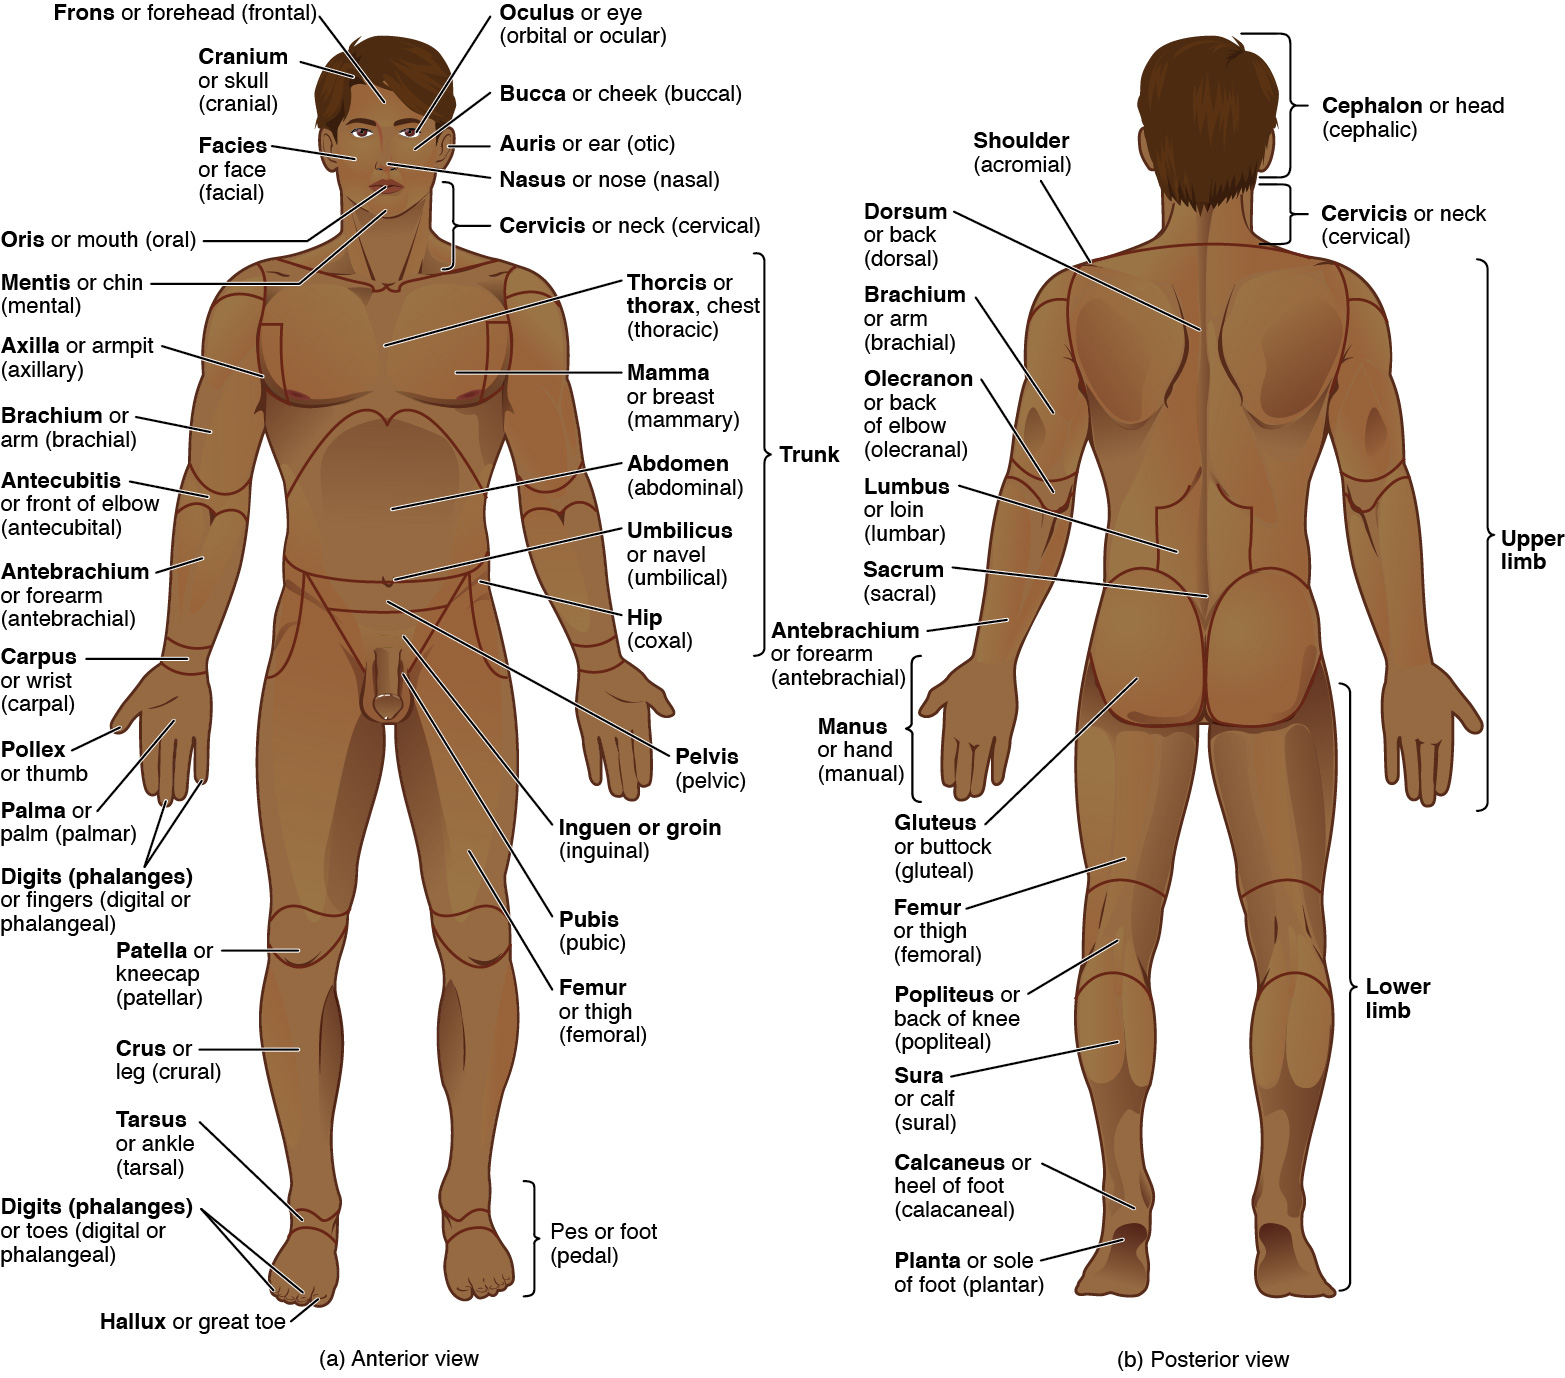 Frons or forehead (frontal)
Cranium
or skull
(cranial)
Facies
or face
(facial)
Oris or mouth (oral)
Mentis or chin
(mental)
Axilla or armpit
(axillary)
Brachium or
arm (brachial)
Antecubitis
or front of elbow
(antecubital)
Antebrachium
or forearm
(antebrachial)
Carpus
or wrist
(carpal)
Pollex
or thumb
Palma or
palm (palmar)
Digits (phalanges)
or fingers (digital or
phalangeal)
Patella or
kneecap
(patellar)
Crus or
leg (crural)
Tarsus
or ankle
(tarsal)
Digits (phalanges)
or toes (digital or
phalangeal)
Hallux or great toe
Oculus or eye
(orbital or ocular)
Bucca or cheek (buccal)
Auris or ear (otic)
Nasus or nose (nasal)
Cervicis or neck (cervical)
Thorcis or
thorax, chest
(thoracic)
Mamma
or breast
(mammary)
Abdomen
(abdominal)
Umbilicus
or navel
(umbilical)
Hip
(coxal)
Trunk
Pelvis
(pelvic)
Inguen or groin
(inguinal)
Pubis
(pubic)
Femur
or thigh
(femoral)
Pes or foot
(pedal)
(a) Anterior view
Shoulder
(acromial)
Dorsum
or back
(dorsal)
Brachium
or arm
(brachial)
Olecranon
or back
of elbow
(olecranal)
Lumbus
or loin
(lumbar)
Sacrum
(sacral)
Antebrachium
or forearm
(antebrachial)
Manus
or hand
(manual)
Gluteus
or buttock
(gluteal)
Femur
or thigh
(femoral)
Popliteus or
back of knee
(popliteal)
Sura
or calf
(sural)
Calcaneus or
heel of foot
(calacaneal)
Planta or sole
of foot (plantar)
Cephalon or head
(cephalic)
Cervicis or neck
(cervical)
Upper
limb
Lower
limb
(b) Posterior view